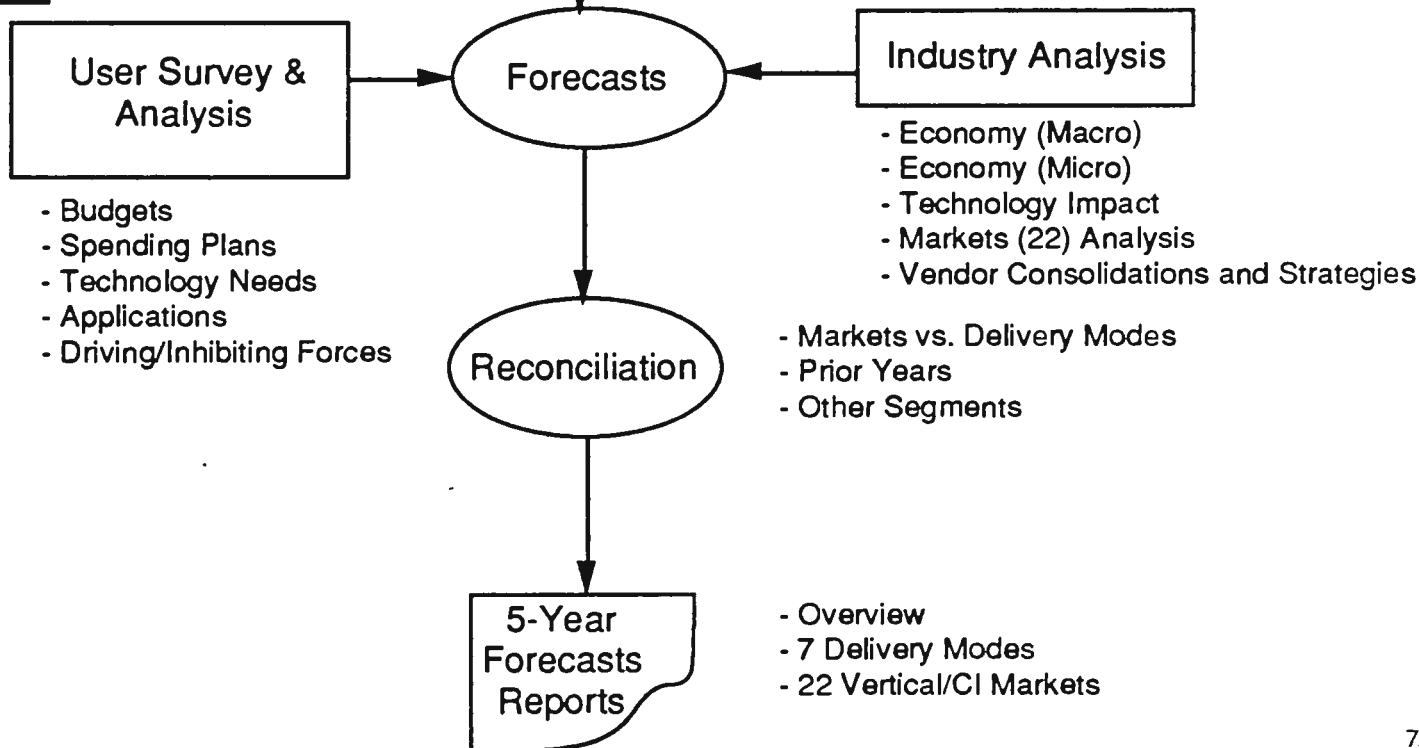 User Survey &
Analysis
- Budgets
- Spending Plans
- Technology Needs
- Applications
- Driving/Inhibiting Forces
Forecasts
Industry Analysis
- Economy (Macro)
- Economy (Micro)
- Technology Impact
- Markets (22) Analysis
- Vendor Consolidations and Strategies
Reconciliation
- Markets vs. Delivery Modes
- Prior Years
- Other Segments
5-Year
Forecasts
Reports
- Overview
- 7 Delivery Modes
- 22 Vertical/CI Markets